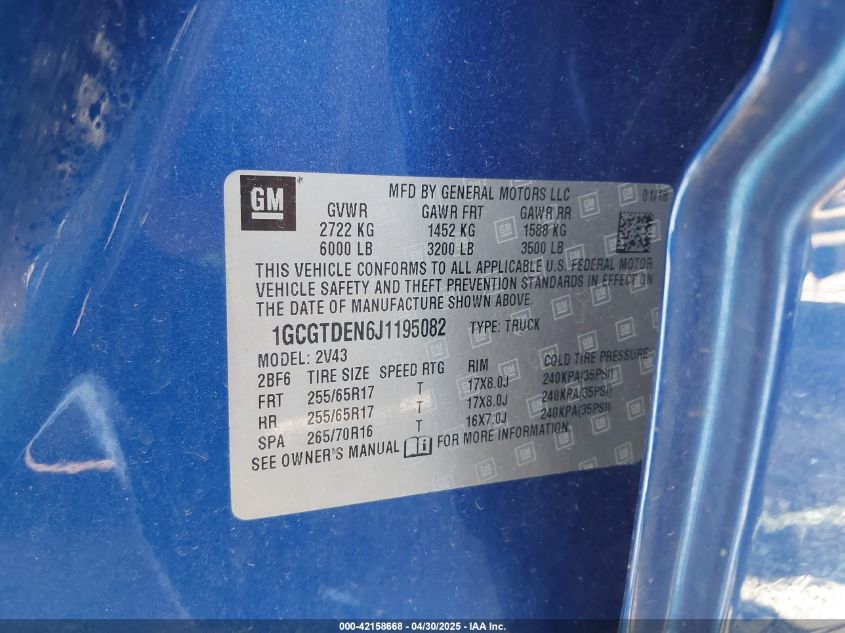 GM
MFD BY GENERAL MOTORS LLC 01/18
GVWR GAWR FRT GAWR RR
2722 KG 1452 KG 1588 KG
6000 LB 3200 LB 3500 LB
THIS VEHICLE CONFORMS TO ALL APPLICABLE U.S. FEDERAL MOTOR
VEHICLE SAFETY AND THEFT PREVENTION STANDARDS IN EFFECT ON
THE DATE OF MANUFACTURE SHOWN ABOVE.
1GCGTDEN6J1195082 TYPE: TRUCK
MODEL: 2V43
2BF6 TIRE SIZE SPEED RTG RIM COLD TIRE PRESSURE
FRT 255/65R17 T 17X8.0J 240KPA(35PSI)
HR 255/65R17 T 17X8.0J 240KPA(35PSI)
SPA 265/70R16 T 16X7.0J 240KPA(35PSI)
SEE OWNER'S MANUAL FOR MORE INFORMATION.
000-42158668 - 04/30/2025 - IAA Inc.